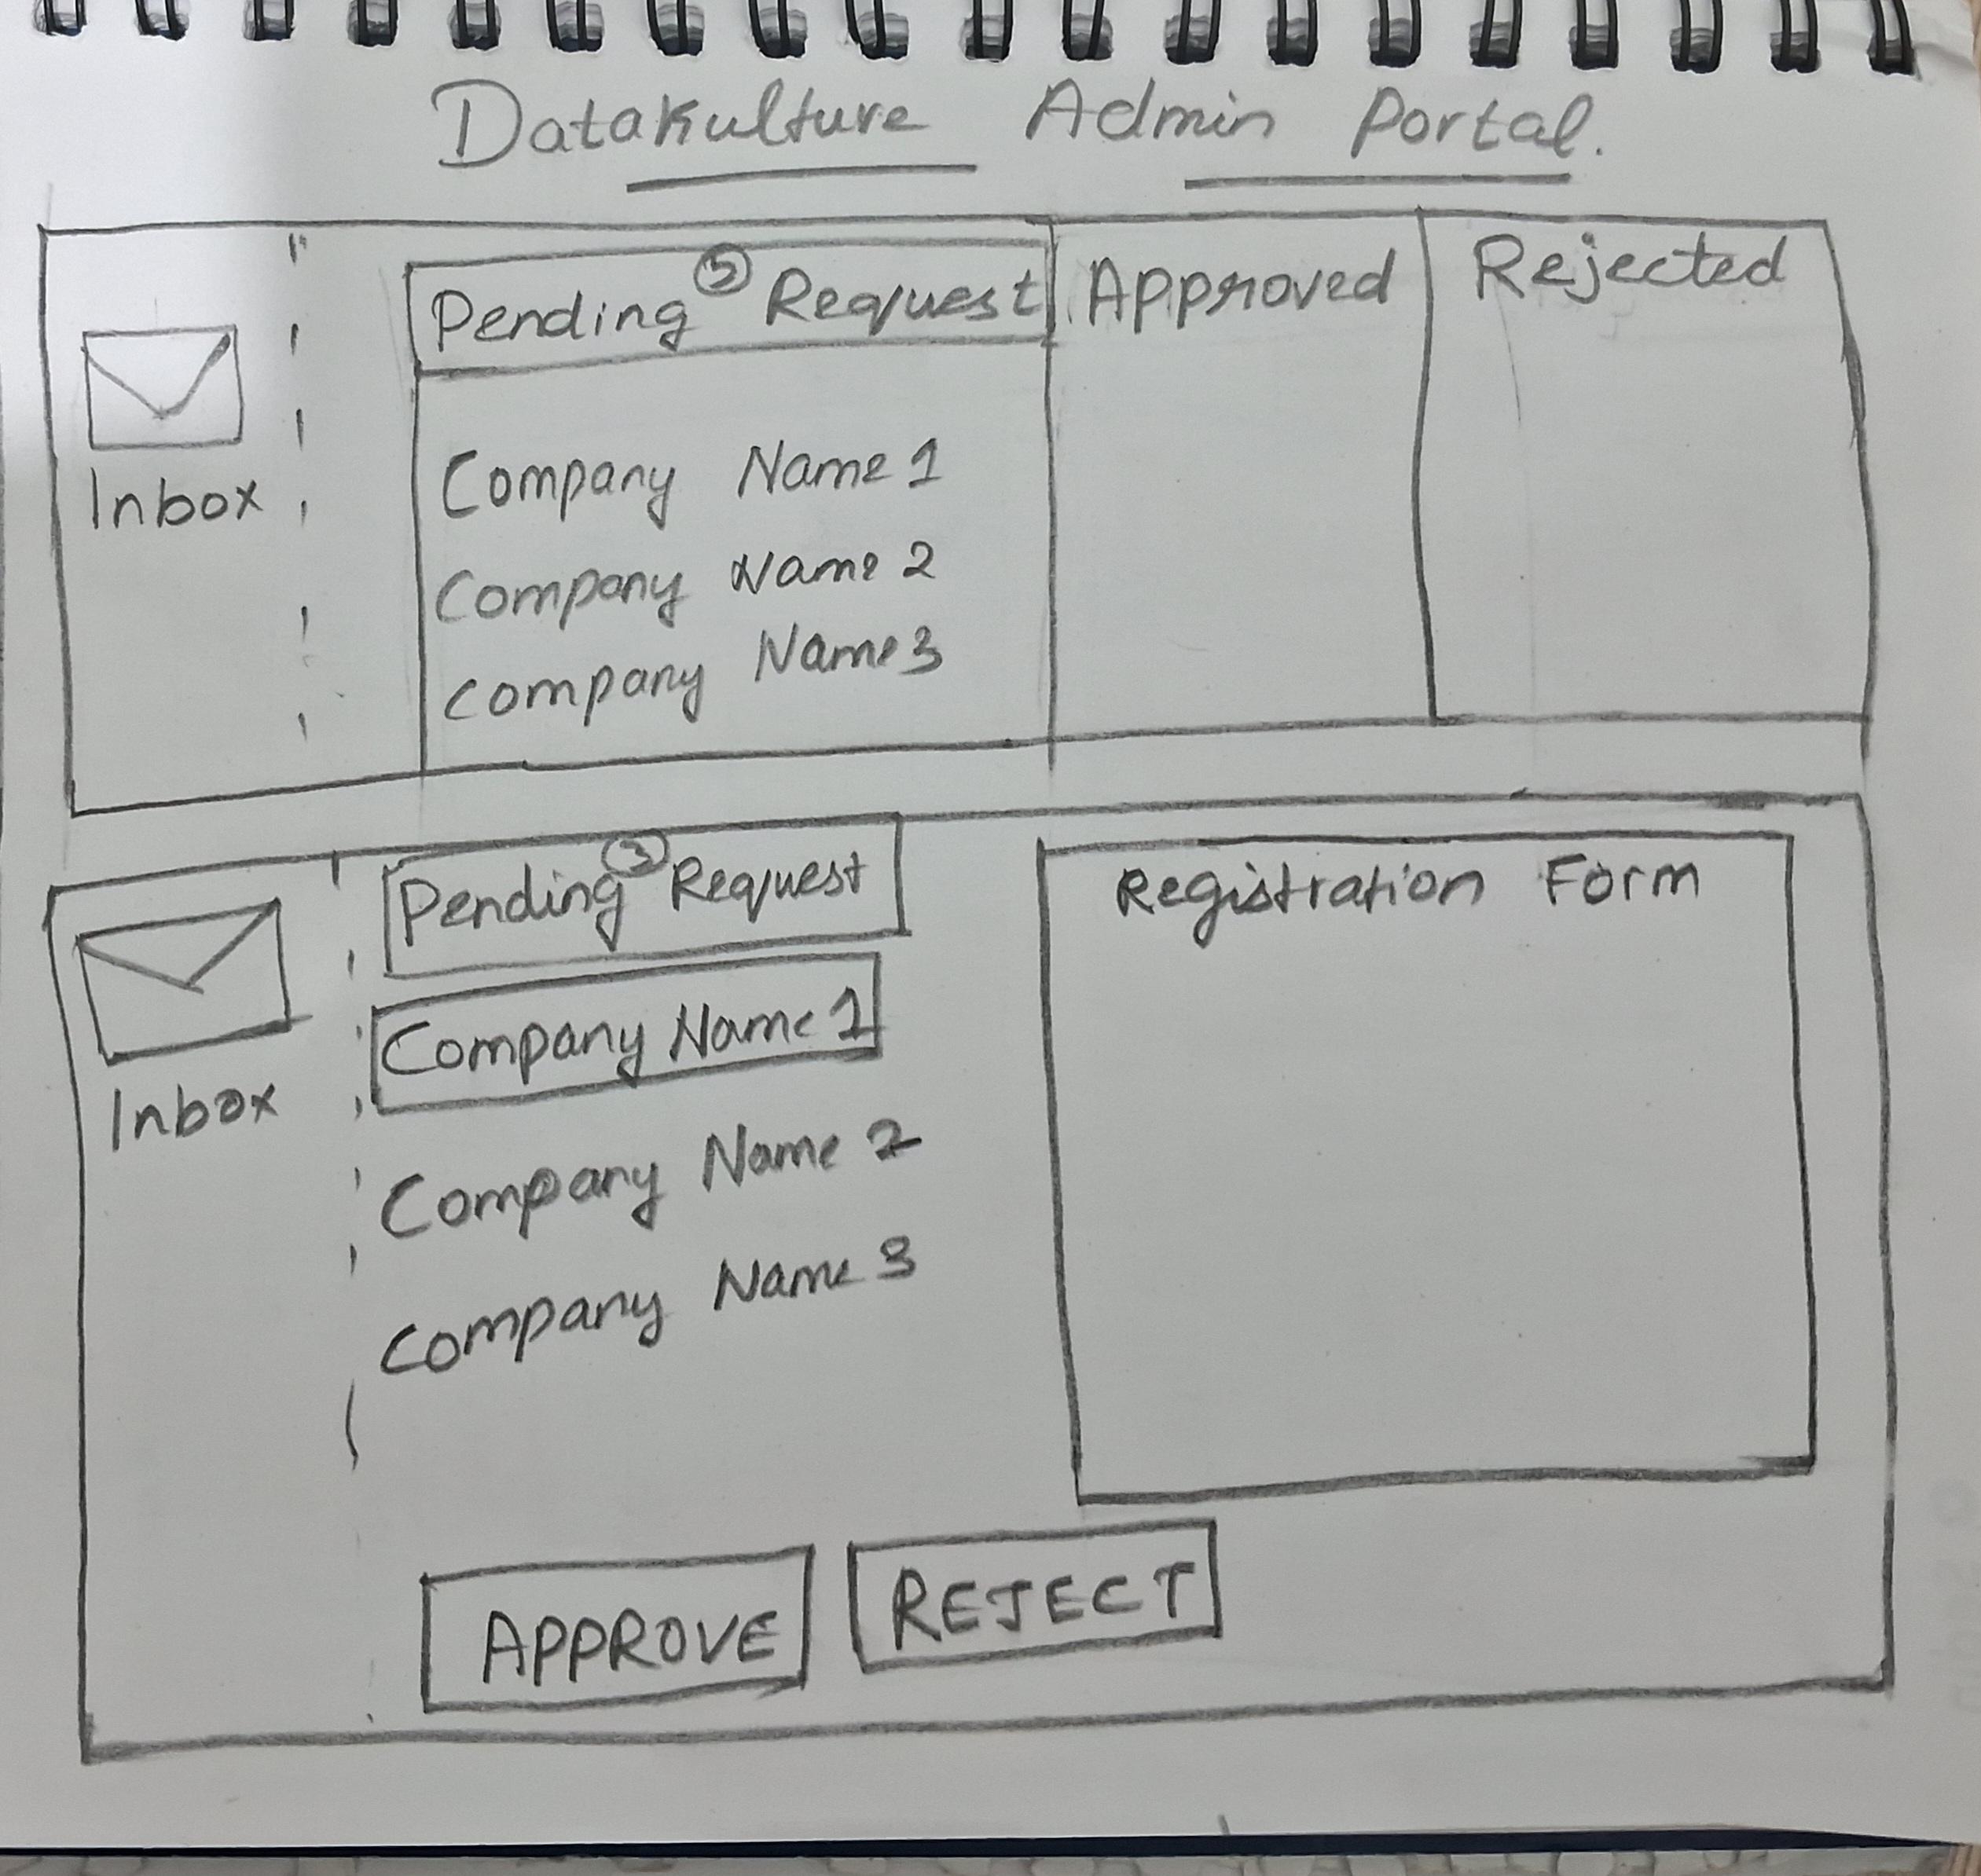 Datakulture Admin Portal.
Pending Request Approved Rejected
Inbox
Company Name 1
Company Name 2
Company Name 3
Pending 3 Request
Company Name 1
Company Name 2
Company Name 3
Inbox
Registration Form
APPROVE REJECT